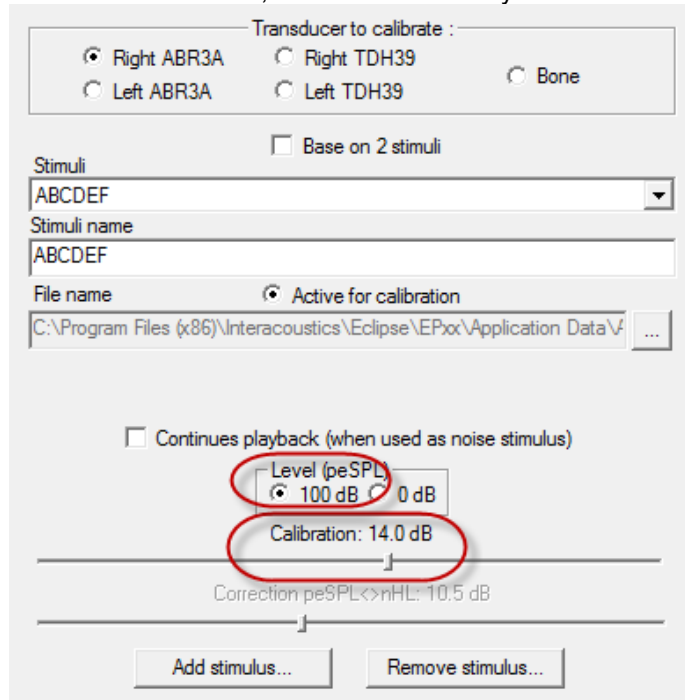 Transducer to calibrate :
Right ABR3A Right TDH39
Bone
Left ABR3A Left TDH39
Base on 2 stimuli
Stimuli
ABCDEF
Stimuli name
ABCDEF
File name Active for calibration
C:\Program Files (x86)\Interacoustics\Eclipse\EPxx\Application Data\ ...
Continues playback (when used as noise stimulus)
Level (peSPL)
100 dB 0 dB
Calibration: 14.0 dB
Correction peSPL<>nHL: 10.5 dB
Add stimulus... Remove stimulus...